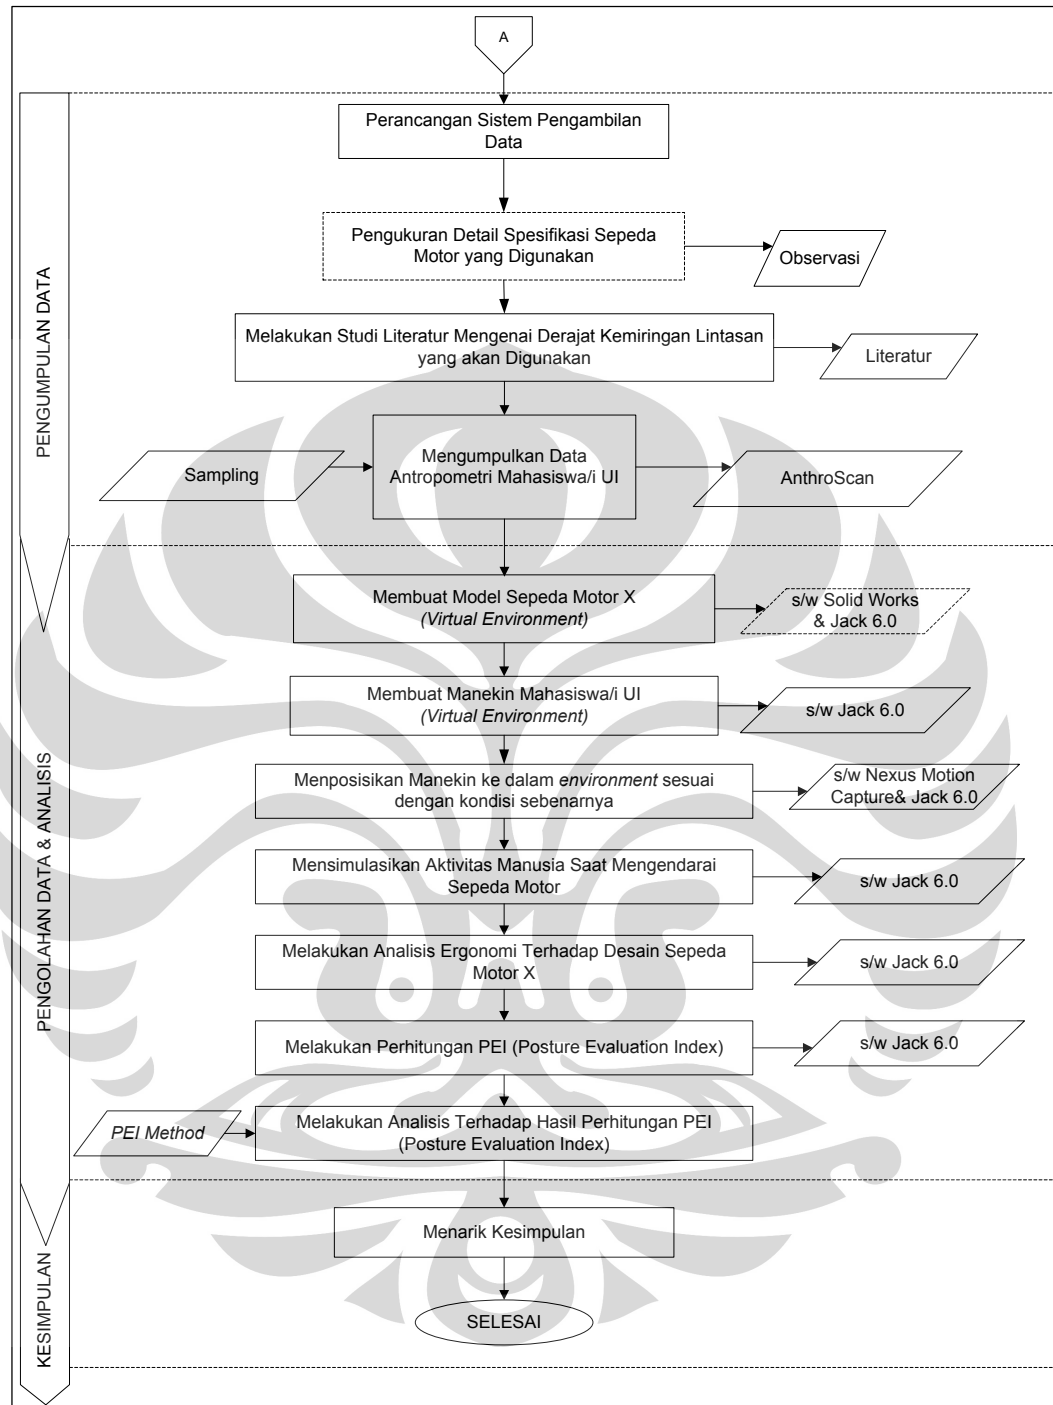 A
PENGUMPULAN DATA
Perancangan Sistem Pengambilan
Data
Pengukuran Detail Spesifikasi Sepeda
Motor yang Digunakan
Observasi
Melakukan Studi Literatur Mengenai Derajat Kemiringan Lintasan
yang akan Digunakan
Literatur
Sampling
Mengumpulkan Data
Antropometri Mahasiswa/i UI
AnthroScan
PENGOLAHAN DATA & ANALISIS
Membuat Model Sepeda Motor X
(Virtual Environment)
s/w Solid Works
& Jack 6.0
Membuat Manekin Mahasiswa/i UI
(Virtual Environment)
s/w Jack 6.0
Menposisikan Manekin ke dalam environment sesuai
dengan kondisi sebenarnya
s/w Nexus Motion
Capture& Jack 6.0
Mensimulasikan Aktivitas Manusia Saat Mengendarai
Sepeda Motor
s/w Jack 6.0
Melakukan Analisis Ergonomi Terhadap Desain Sepeda
Motor X
s/w Jack 6.0
Melakukan Perhitungan PEI (Posture Evaluation Index)
s/w Jack 6.0
PEI Method
Melakukan Analisis Terhadap Hasil Perhitungan PEI
(Posture Evaluation Index)
KESIMPULAN
Menarik Kesimpulan
SELESAI